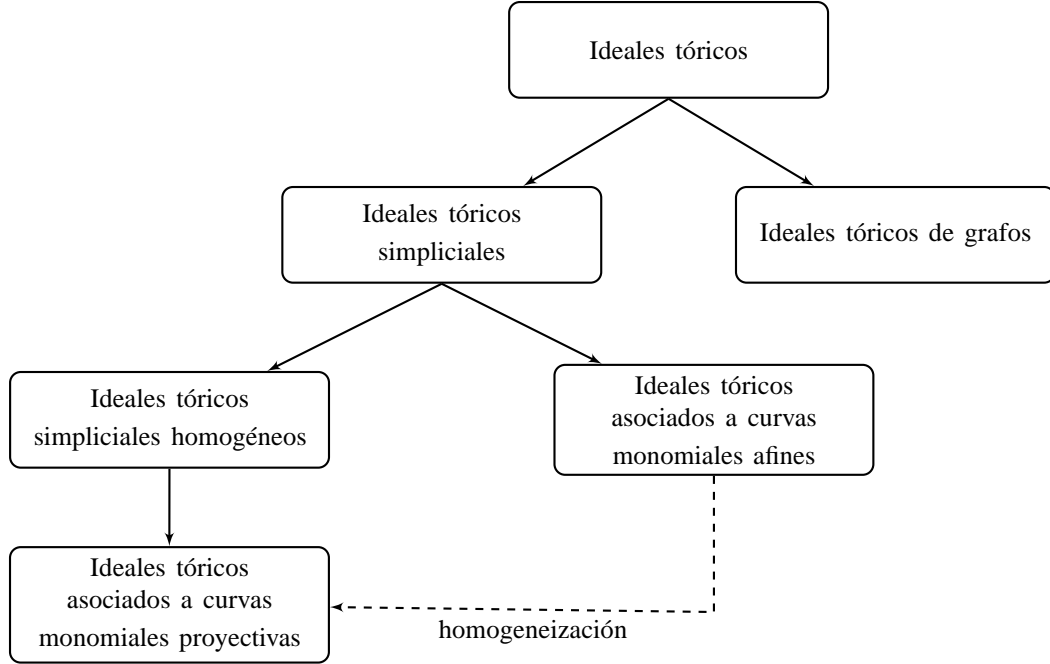 Ideales tóricos
Ideales tóricos
simpliciales
Ideales tóricos de grafos
Ideales tóricos
simpliciales homogéneos
Ideales tóricos
asociados a curvas
monomiales afines
Ideales tóricos
asociados a curvas
monomiales proyectivas
homogeneización